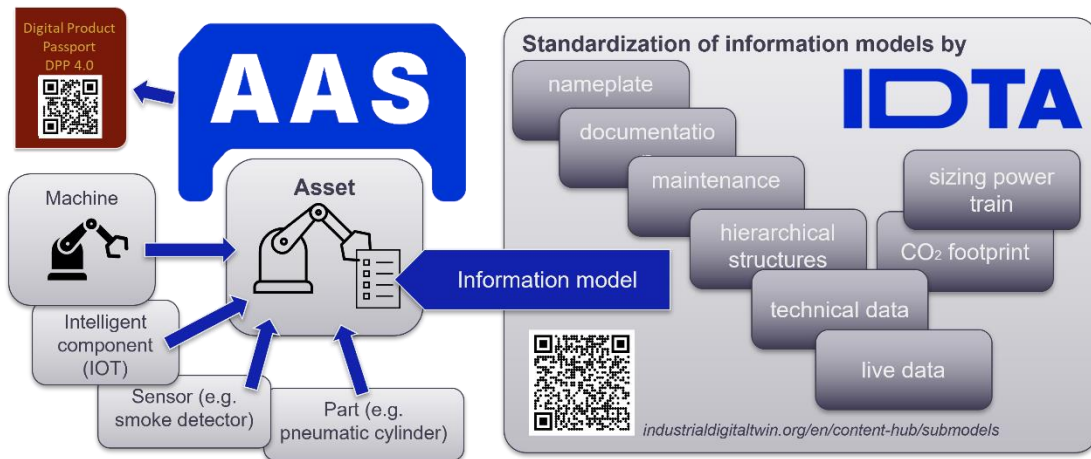 Digital Product
Passport
DPP 4.0
AAS
Asset
Machine
Intelligent
component
(IOT)
Sensor (e.g.
smoke detector)
Part (e.g.
pneumatic cylinder)
Information model
Standardization of information models by
IDTA
nameplate
documentatio
maintenance
hierarchical
structures
technical data
live data
sizing power
train
CO₂ footprint
industrialdigitaltwin.org/en/content-hub/submodels